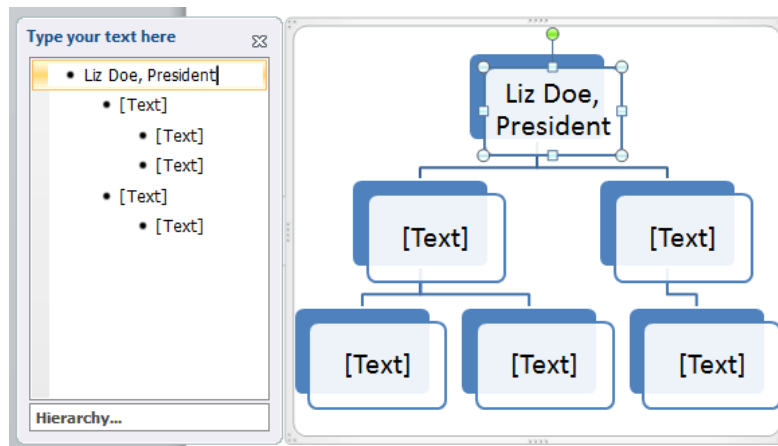 Type your text here
Liz Doe, President
[Text]
[Text]
[Text]
[Text]
[Text]
Hierarchy...
Liz Doe,
President
[Text]
[Text]
[Text]
[Text]
[Text]